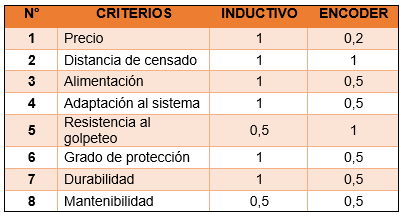 N° CRITERIOS INDUCTIVO ENCODER
1 Precio 1 0,2
2 Distancia de censado 1 1
3 Alimentación 1 0,5
4 Adaptación al sistema 1 0,5
5 Resistencia al golpeteo 0,5 1
6 Grado de protección 1 0,5
7 Durabilidad 1 0,5
8 Mantenibilidad 0,5 0,5